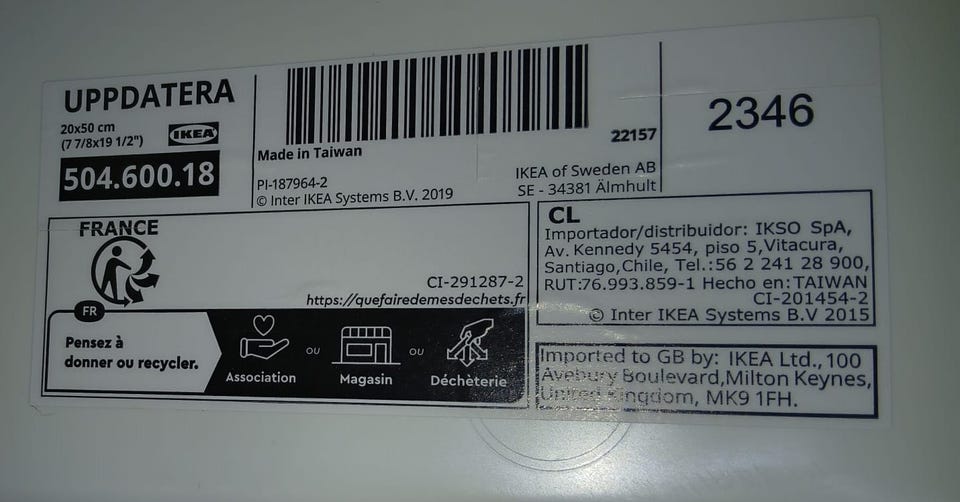 UPPDATERA
20x50 cm
(7 7/8x19 1/2")
IKEA
504.600.18
22157
Made in Taiwan
PI-187964-2
© Inter IKEA Systems B.V. 2019
IKEA of Sweden AB
SE - 34381 Älmhult
2346
FRANCE
CI-291287-2
https://quefairedemesdechets.fr
FR
Pensez à
donner ou recycler.
Association
OU
Magasin
OU
Déchèterie
CL
Importador/distribuidor: IKSO SpA,
Av. Kennedy 5454, piso 5,Vitacura,
Santiago,Chile, Tel.:56 2 241 28 900,
RUT:76.993.859-1 Hecho en:TAIWAN
CI-201454-2
© Inter IKEA Systems B.V 2015
Imported to GB by: IKEA Ltd.,100
Avebury Boulevard,Milton Keynes,
United Kingdom, MK9 1FH.